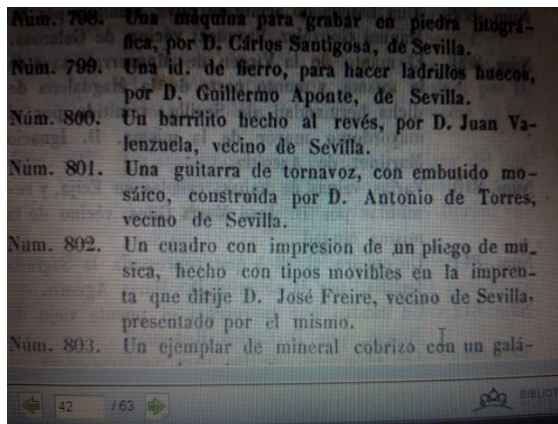 Núm. 798. Una máquina para grabar en piedra litográ-
fica, por D. Cárlos Santigosa, de Sevilla.
Núm. 799. Una id. de fierro, para hacer ladrillos huecos,
por D. Guillermo Aponte, de Sevilla.
Núm. 800. Un barrilito hecho al revés, por D. Juan Va-
lenzuela, vecino de Sevilla.
Núm. 801. Una guitarra de tornavoz, con embutido mo-
sáico, construida por D. Antonio de Torres,
vecino de Sevilla.
Núm. 802. Un cuadro con impresion de un pliego de mú-
sica, hecho con tipos movibles en la impren-
ta que dirije D. José Freire, vecino de Sevilla,
presentado por el mismo.
Núm. 803. Un ejemplar de mineral cobrizo con un galá-
42 / 63